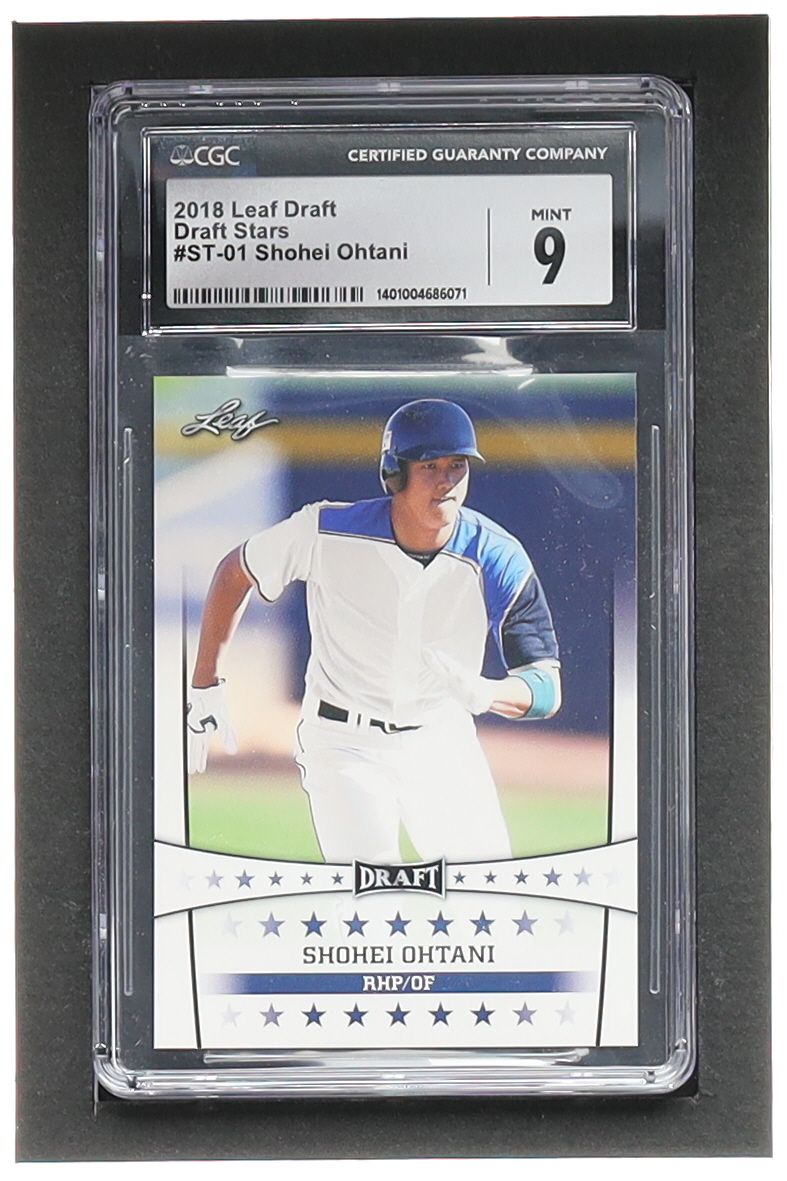 CGC
CERTIFIED GUARANTY COMPANY
2018 Leaf Draft
Draft Stars
#ST-01 Shohei Ohtani
MINT
9
1401004686071
Leaf
DRAFT
SHOHEI OHTANI
RHP/OF